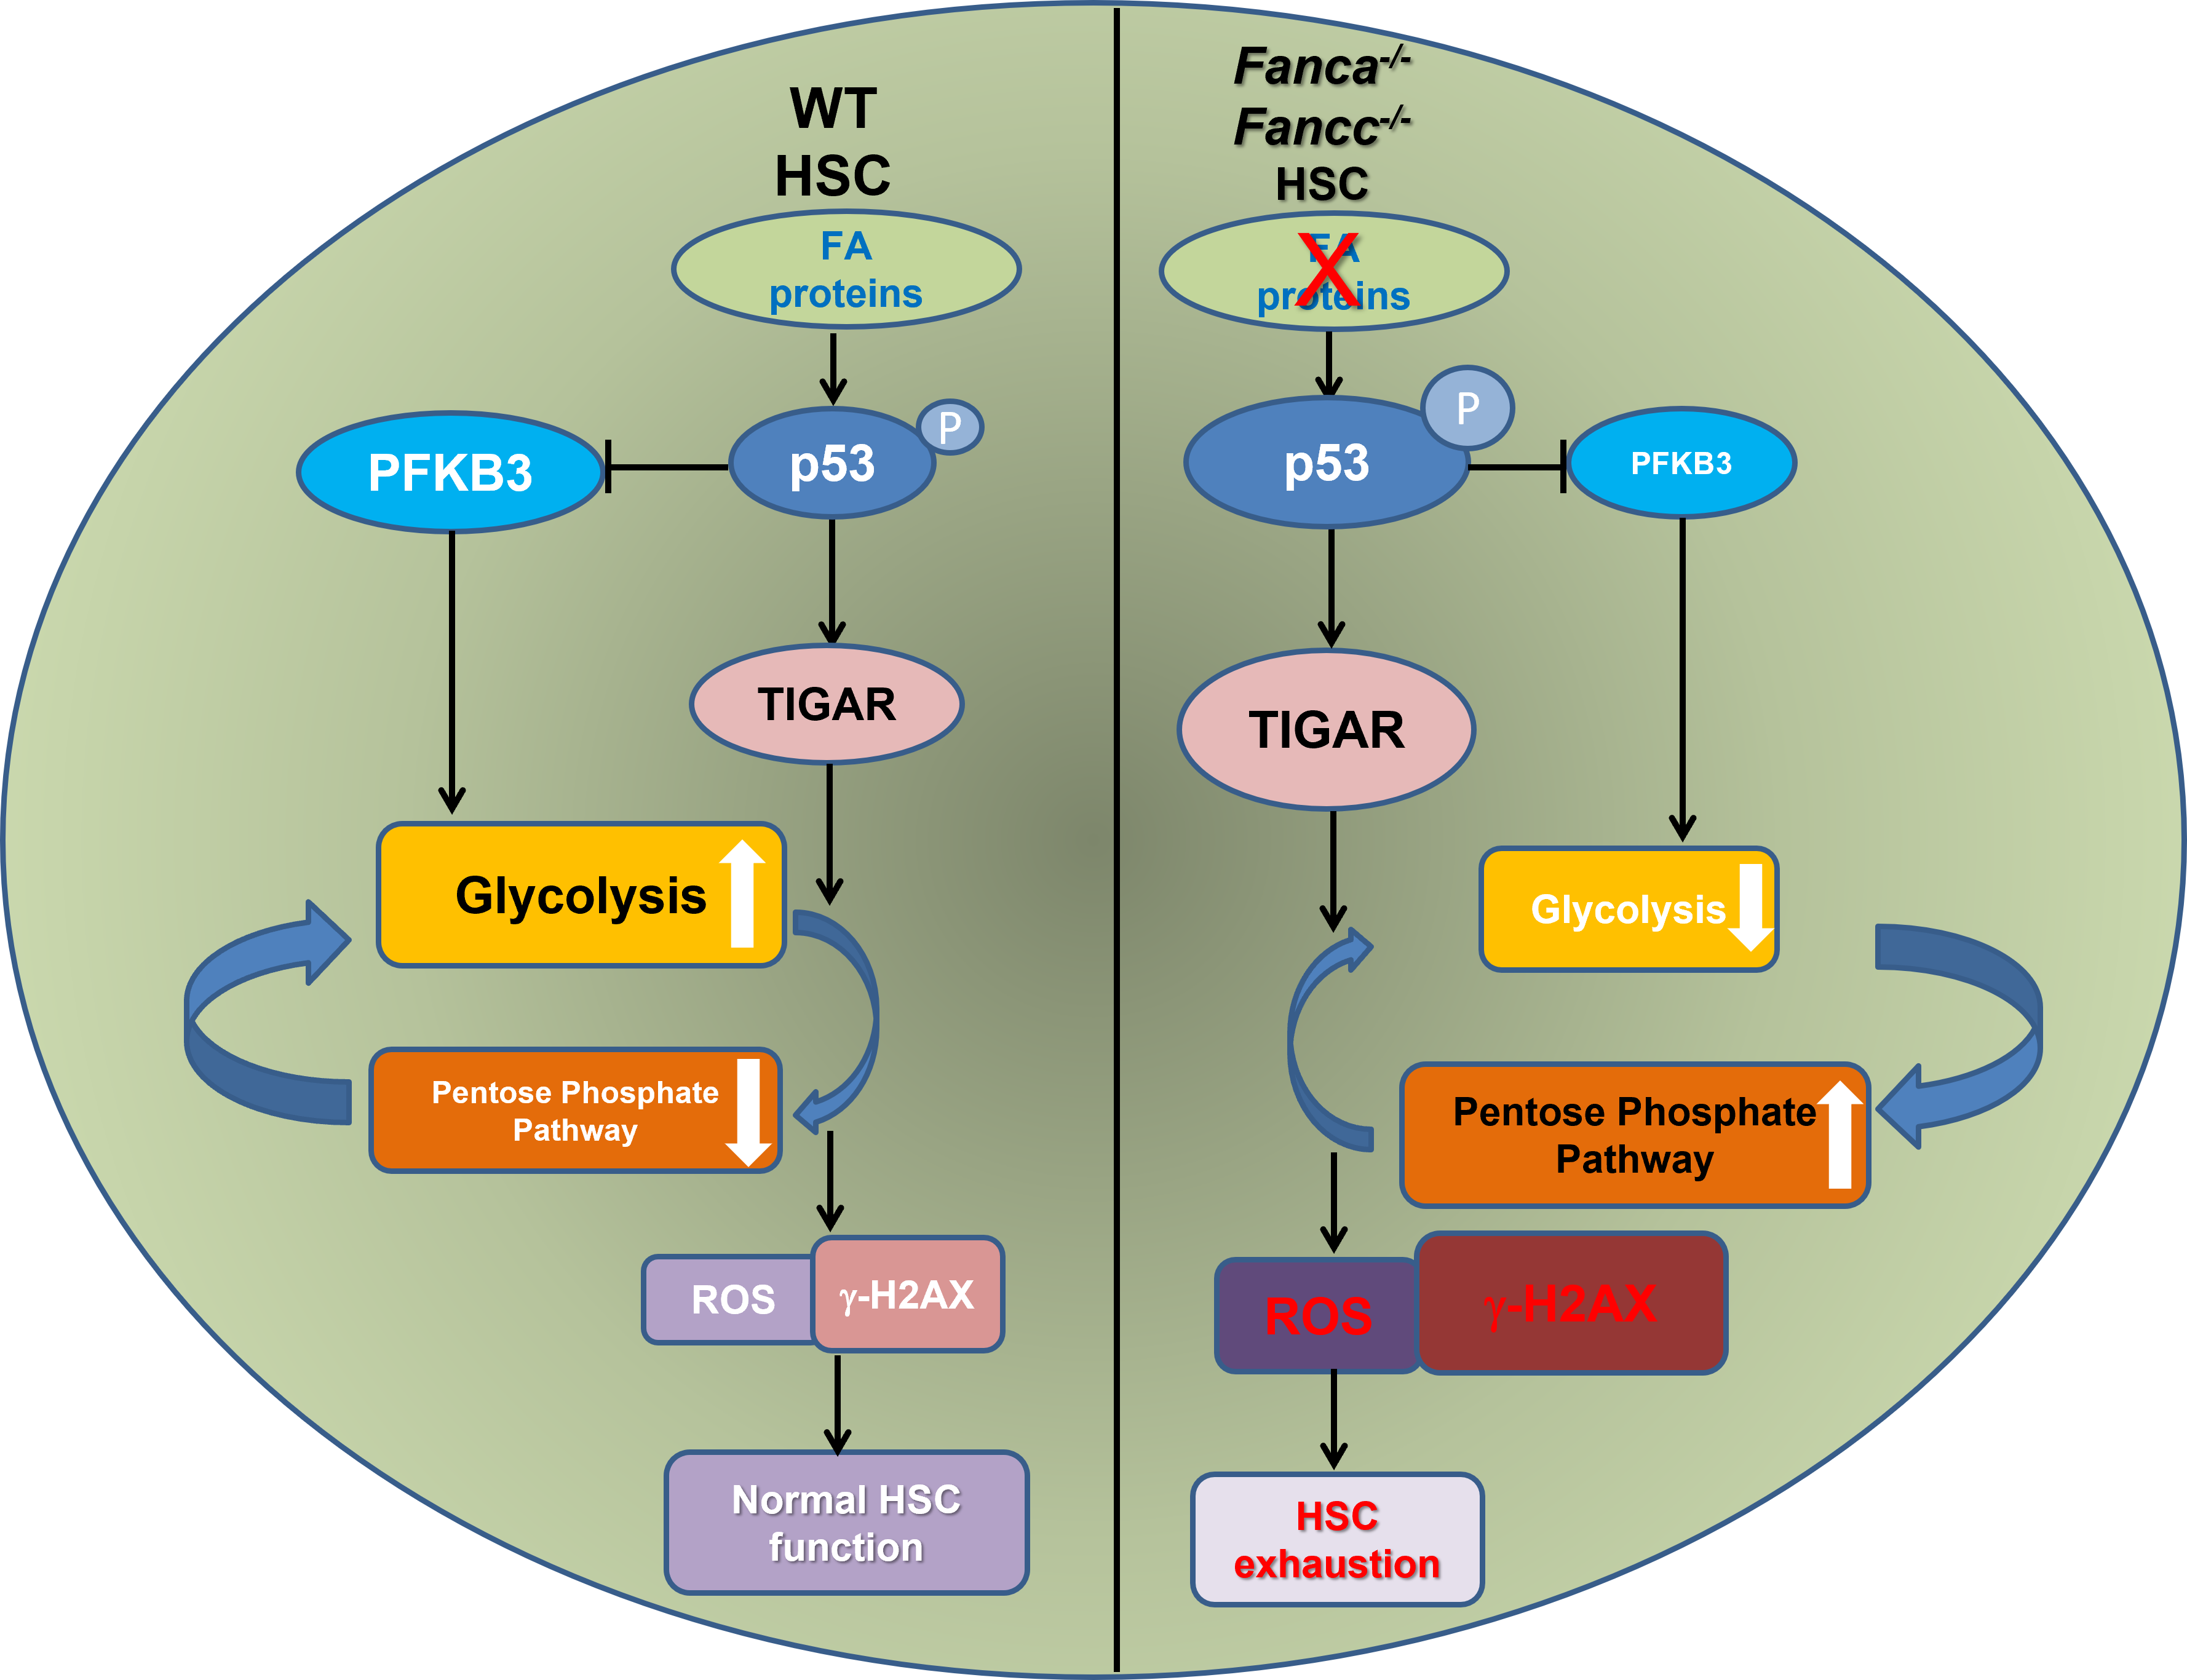 WT
HSC
FA
proteins
PFKB3
p53
P
TIGAR
Glycolysis
Pentose Phosphate
Pathway
ROS
γ-H2AX
Normal HSC
function
Fanca-/-
Fancc-/-
HSC
FA
proteins
X
p53
P
PFKB3
TIGAR
Glycolysis
Pentose Phosphate
Pathway
ROS
γ-H2AX
HSC
exhaustion